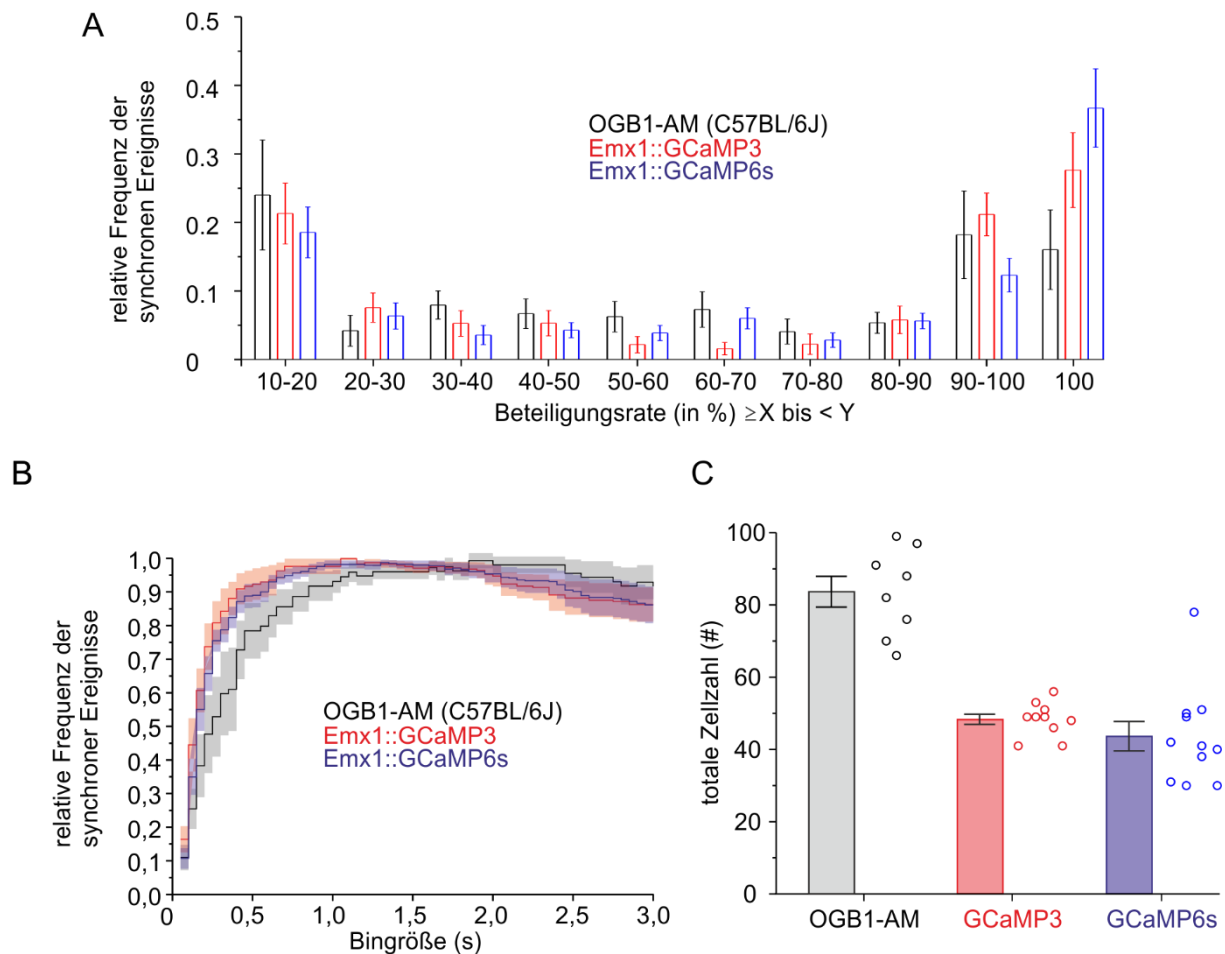 A
relative Frequenz der
synchronen Ereignisse
0.5
0.4
0.3
0.2
0.1
0
OGB1-AM (C57BL/6J)
Emx1::GCaMP3
Emx1::GCaMP6s
10-20 20-30 30-40 40-50 50-60 60-70 70-80 80-90 90-100 100
Beteiligungsrate (in %) ≥X bis < Y
B
relative Frequenz der
synchroner Ereignisse
1,0
0,9
0,8
0,7
0,6
0,5
0,4
0,3
0,2
0,1
0,0
OGB1-AM (C57BL/6J)
Emx1::GCaMP3
Emx1::GCaMP6s
0 0,5 1,0 1,5 2,0 2,5 3,0
Bingröße (s)
C
totale Zellzahl (#)
100
80
60
40
20
0
OGB1-AM GCaMP3 GCaMP6s